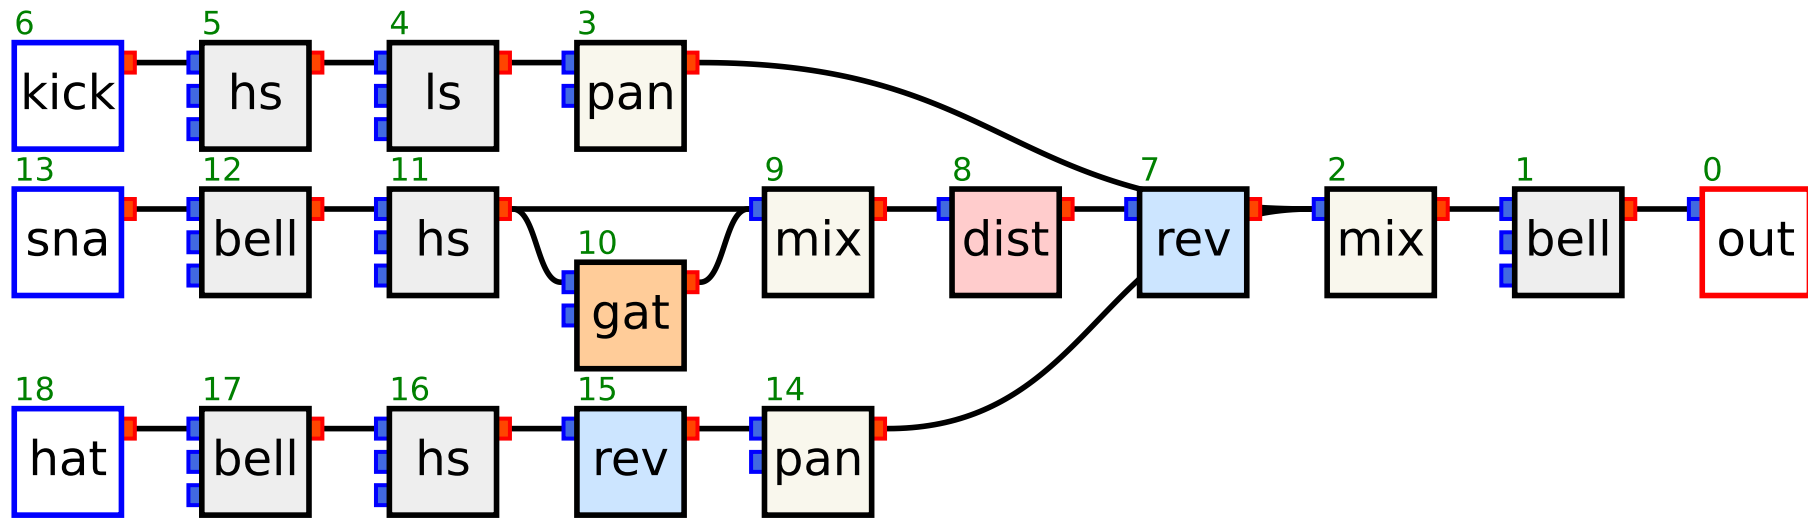 6 5 4 3
kick hs ls pan
13 12 11 9 8 7 2 1 0
sna bell hs mix dist rev mix bell out
10
gat
18 17 16 15 14
hat bell hs rev pan